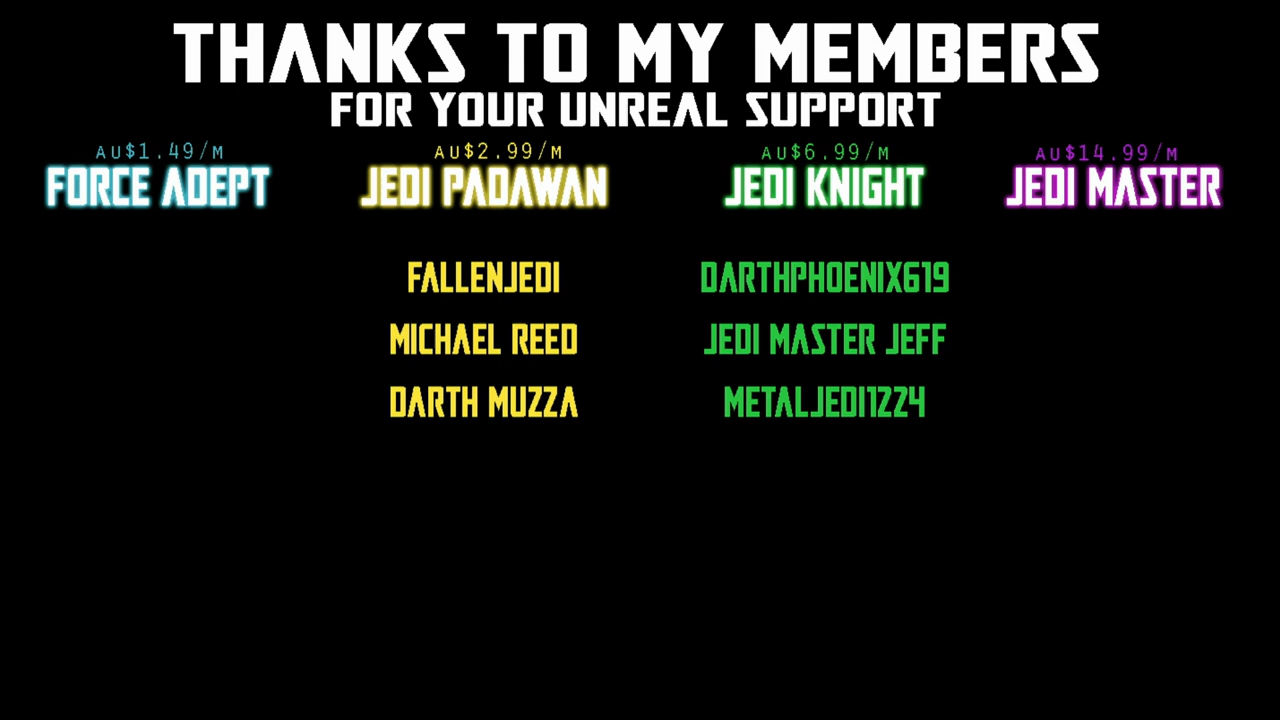 THANKS TO MY MEMBERS
FOR YOUR UNREAL SUPPORT
AU$1.49/M AU$2.99/M AU$6.99/M AU$14.99/M
FORCE ADEPT JEDI PADAWAN JEDI KNIGHT JEDI MASTER
FALLENJEDI DARTHPHOENIX619
MICHAEL REED JEDI MASTER JEFF
DARTH MUZZA METALJEDI1224